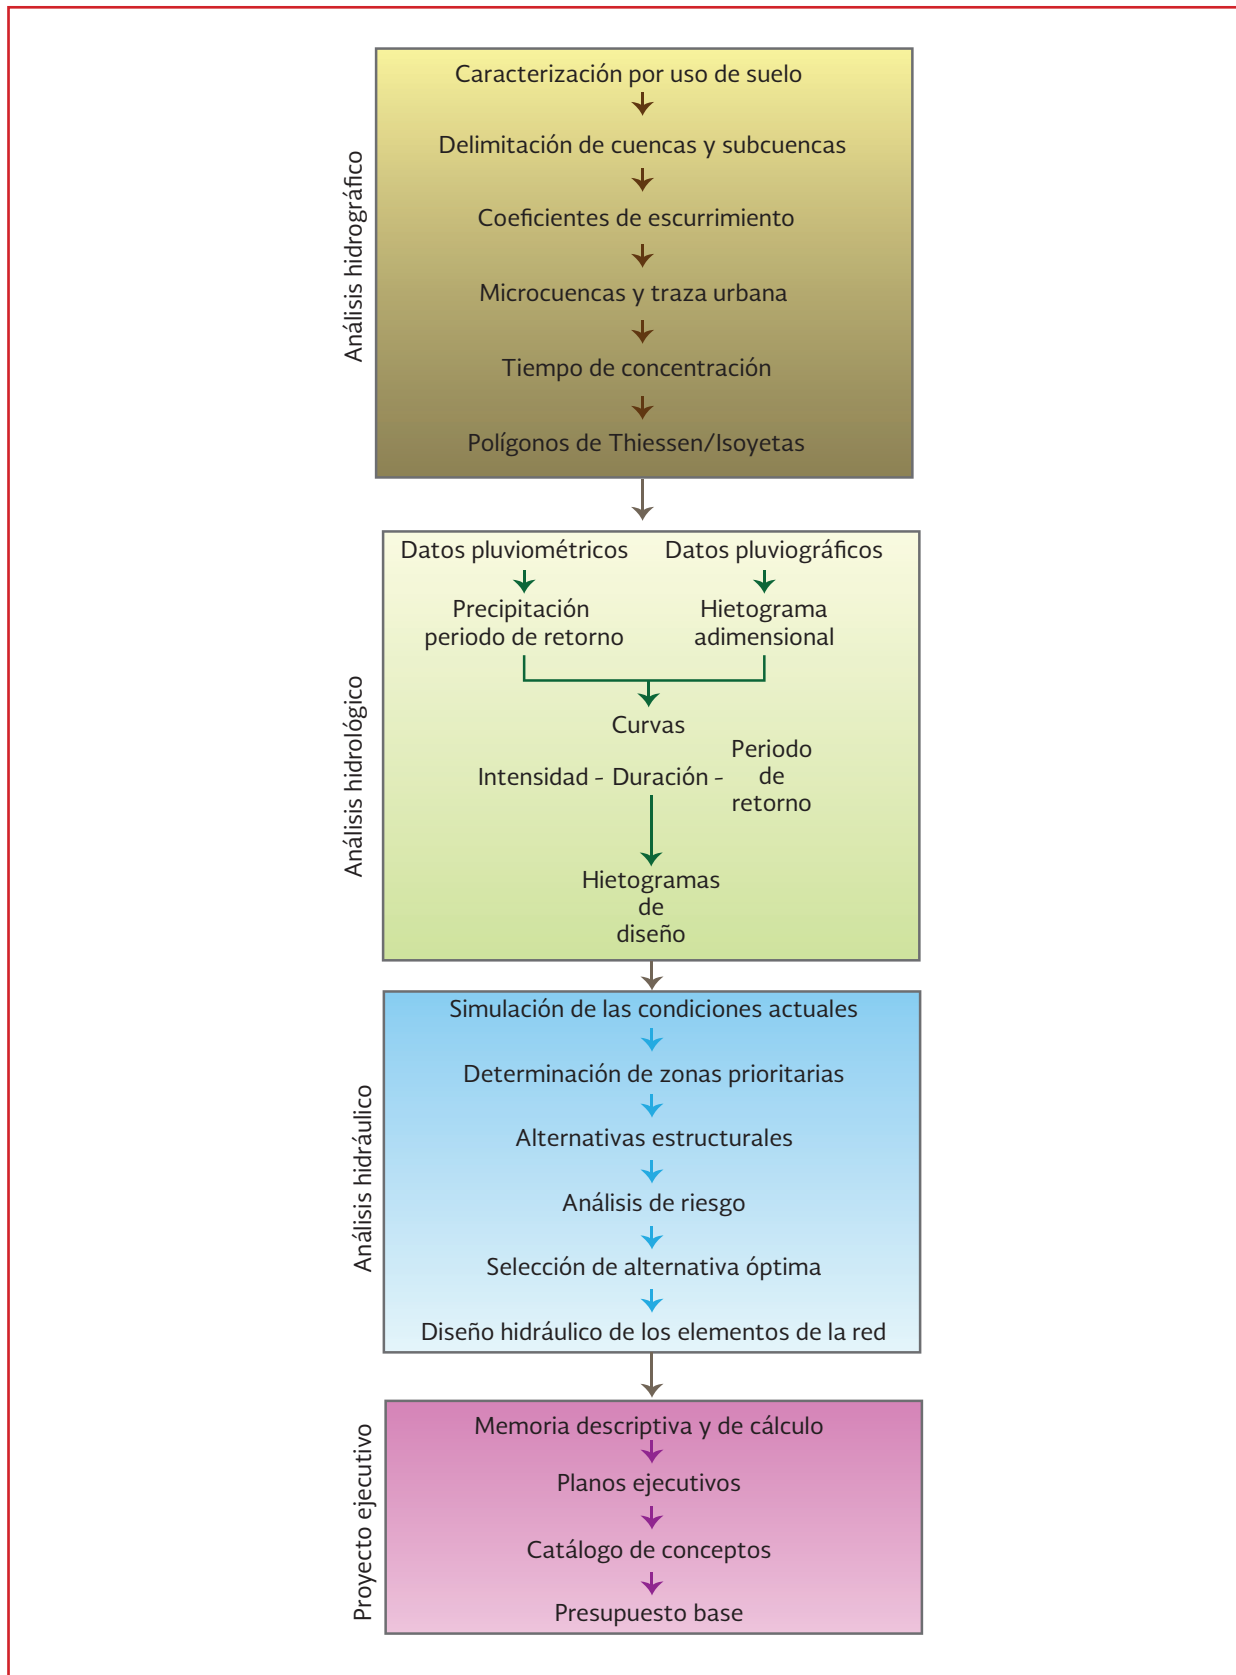 Análisis hidrográfico
Caracterización por uso de suelo
Delimitación de cuencas y subcuencas
Coeficientes de escurrimiento
Microcuencas y traza urbana
Tiempo de concentración
Polígonos de Thiessen/Isoyetas
Análisis hidrológico
Datos pluviométricos
Precipitación
periodo de retorno
Datos pluviográficos
Hietograma
adimensional
Curvas
Intensidad - Duración -
Periodo
de
retorno
Hietogramas
de
diseño
Análisis hidráulico
Simulación de las condiciones actuales
Determinación de zonas prioritarias
Alternativas estructurales
Análisis de riesgo
Selección de alternativa óptima
Diseño hidráulico de los elementos de la red
Proyecto ejecutivo
Memoria descriptiva y de cálculo
Planos ejecutivos
Catálogo de conceptos
Presupuesto base